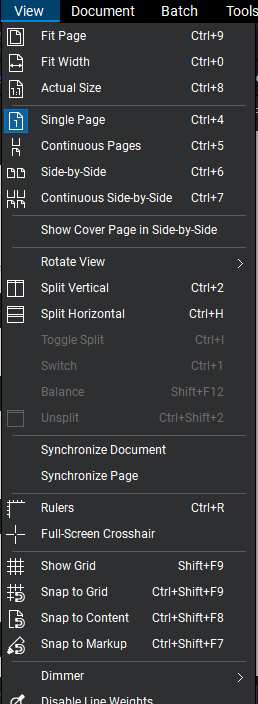 View Document Batch Tools
Fit Page Ctrl+9
Fit Width Ctrl+0
Actual Size Ctrl+8
Single Page Ctrl+4
Continuous Pages Ctrl+5
Side-by-Side Ctrl+6
Continuous Side-by-Side Ctrl+7
Show Cover Page in Side-by-Side
Rotate View
Split Vertical Ctrl+2
Split Horizontal Ctrl+H
Toggle Split Ctrl+I
Switch Ctrl+1
Balance Shift+F12
Unsplit Ctrl+Shift+2
Synchronize Document
Synchronize Page
Rulers Ctrl+R
Full-Screen Crosshair
Show Grid Shift+F9
Snap to Grid Ctrl+Shift+F9
Snap to Content Ctrl+Shift+F8
Snap to Markup Ctrl+Shift+F7
Dimmer
Disable Line Weights